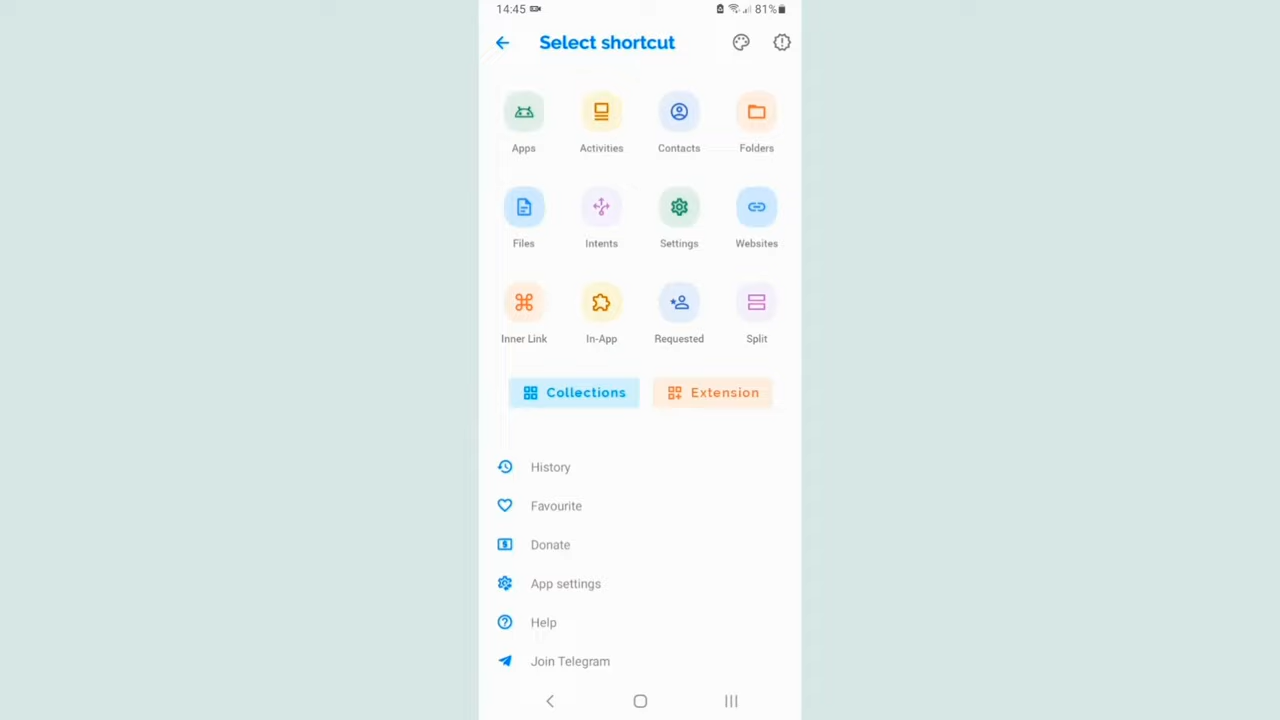 14:45 81%
Select shortcut
Apps Activities Contacts Folders
Files Intents Settings Websites
Inner Link In-App Requested Split
Collections Extension
History
Favourite
Donate
App settings
Help
Join Telegram